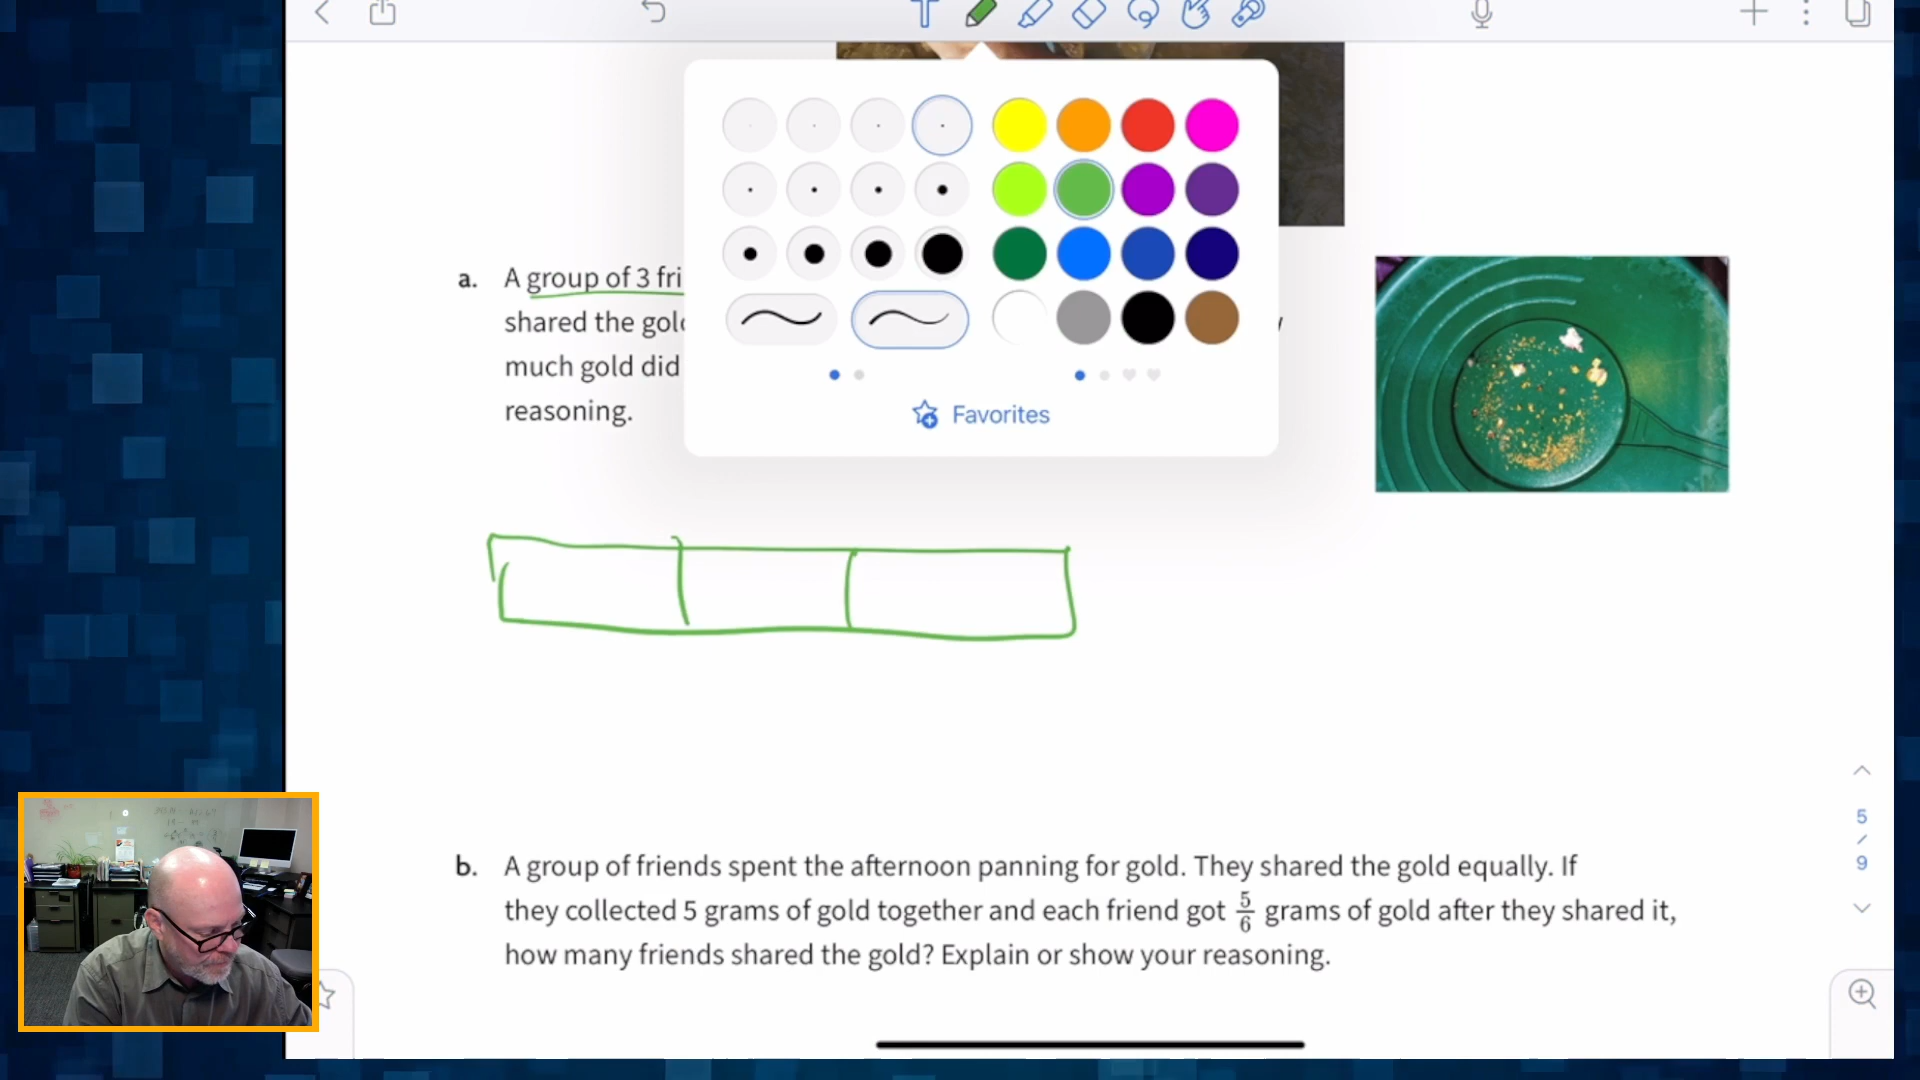 a. A group of 3 fri
shared the gol
much gold did
reasoning.
Favorites
b. A group of friends spent the afternoon panning for gold. They shared the gold equally. If
they collected 5 grams of gold together and each friend got 5/6 grams of gold after they shared it,
how many friends shared the gold? Explain or show your reasoning.
5
/
9